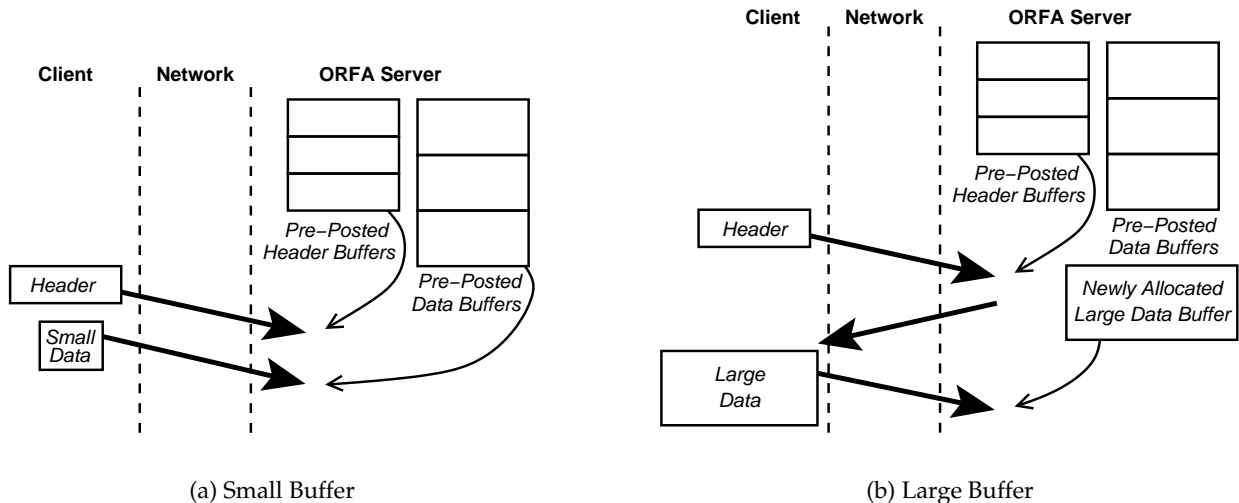 Client
Network
ORFA Server
Pre−Posted
Header Buffers
Pre−Posted
Data Buffers
Header
Small
Data
(a) Small Buffer
Client
Network
ORFA Server
Pre−Posted
Header Buffers
Pre−Posted
Data Buffers
Header
Newly Allocated
Large Data Buffer
Large
Data
(b) Large Buffer